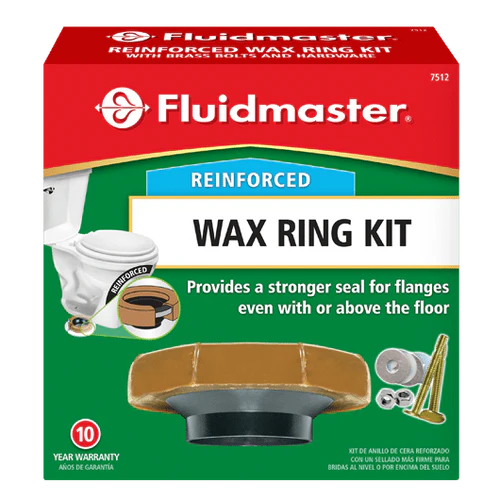 Fluidmaster
7512
REINFORCED WAX RING KIT
WITH BRASS BOLTS AND HARDWARE
7512
Fluidmaster®
REINFORCED
WAX RING KIT
Provides a stronger seal for flanges
even with or above the floor
REINFORCED
10
YEAR WARRANTY
AÑOS DE GARANTÍA
KIT DE ANILLO DE CERA REFORZADO
CON UN SELLADO MÁS FIRME PARA
BRIDAS AL NIVEL O POR ENCIMA DEL SUELO